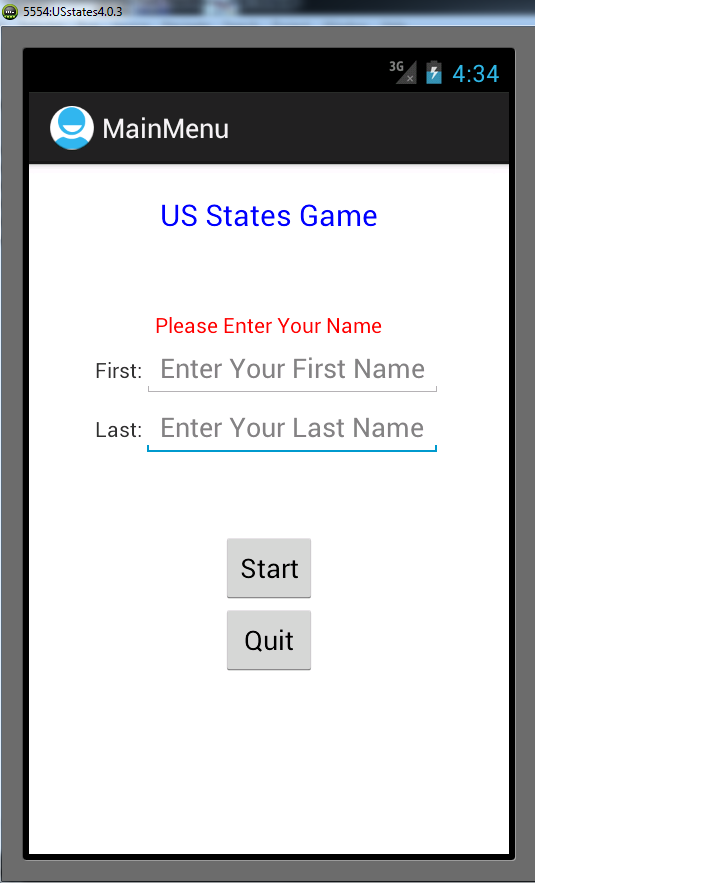 5554:USstates4.0.3
3G 4:34
MainMenu
US States Game
Please Enter Your Name
First: Enter Your First Name
Last: Enter Your Last Name
Start
Quit